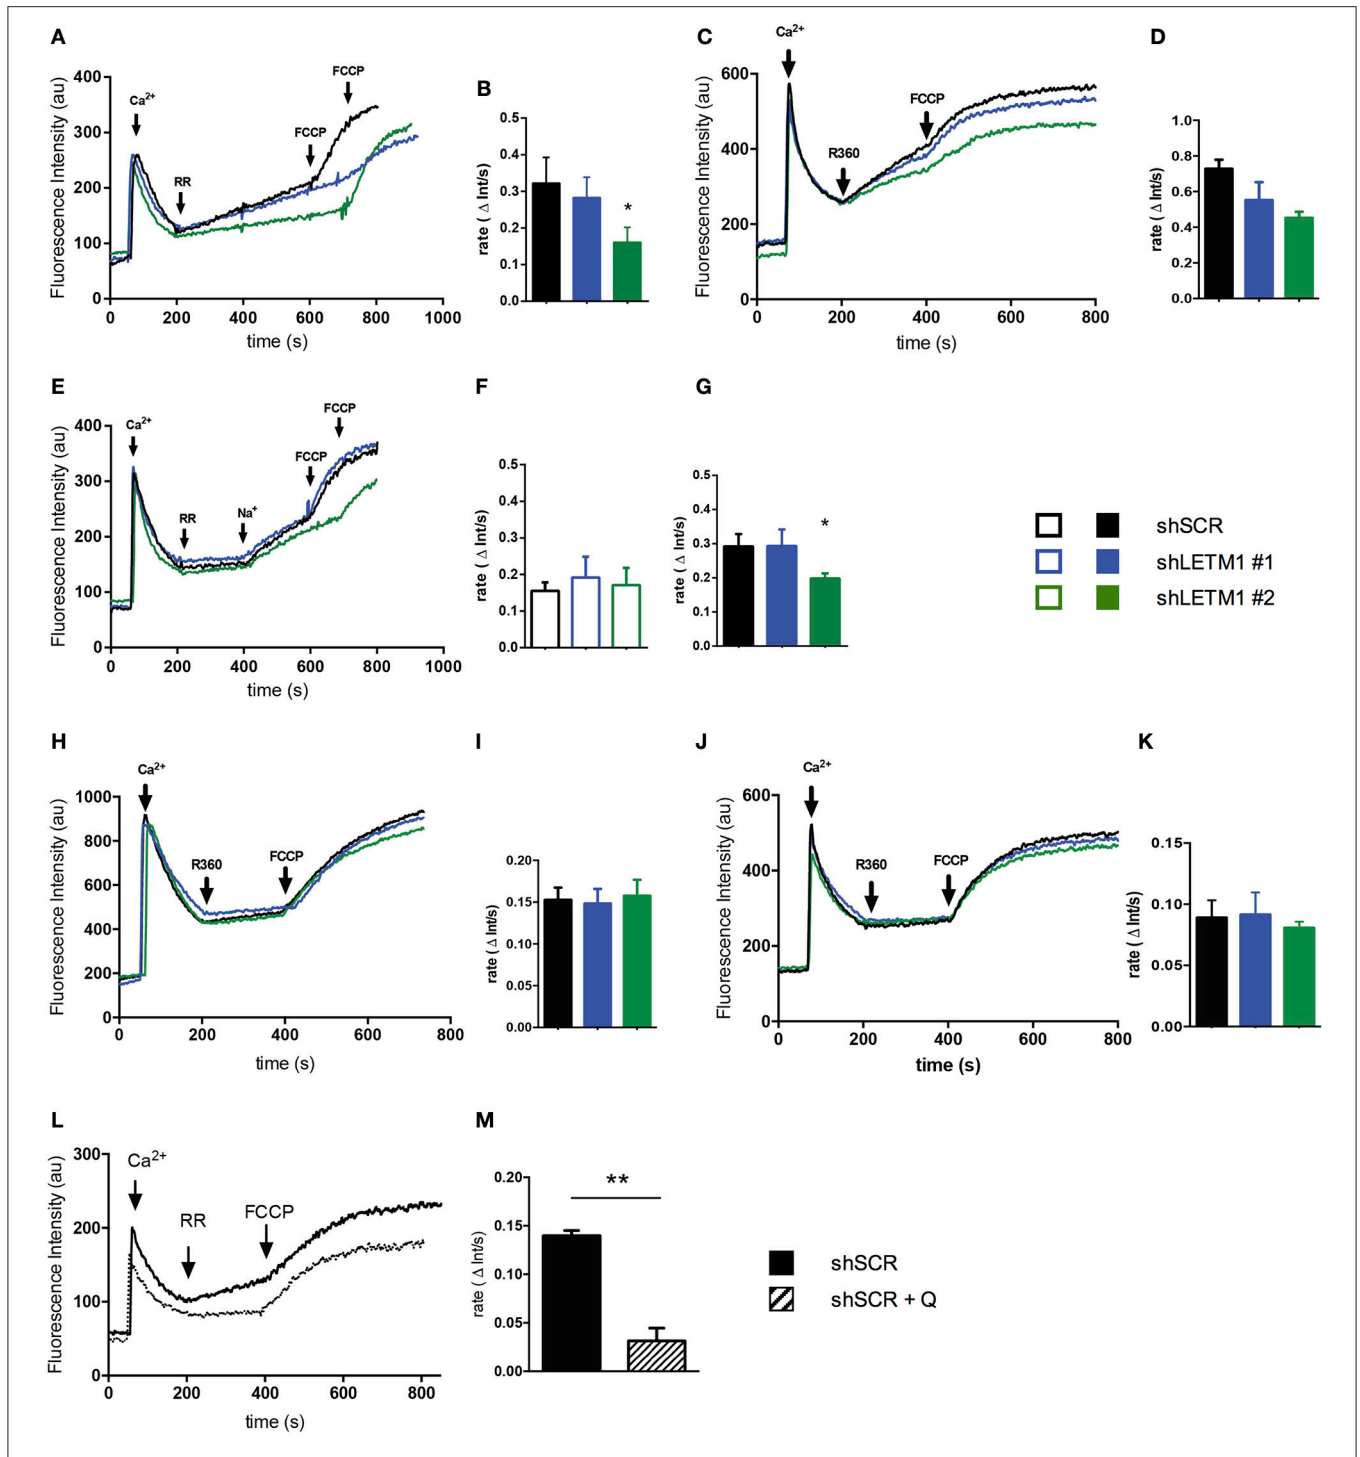 A
Fluorescence Intensity (au)
400
300
200
100
0
Ca²⁺
RR
FCCP
FCCP
0 200 400 600 800 1000
time (s)
B
rate ( Δ Int/s)
0.5
0.4
0.3
0.2
0.1
0.0
*
C
Fluorescence Intensity (au)
600
400
200
0
Ca²⁺
R360
FCCP
0 200 400 600 800
time (s)
D
rate ( Δ Int/s)
1.0
0.8
0.6
0.4
0.2
0.0
E
Fluorescence Intensity (au)
400
300
200
100
0
Ca²⁺
RR
Na⁺
FCCP
FCCP
0 200 400 600 800 1000
time (s)
F
rate ( Δ Int/s)
0.5
0.4
0.3
0.2
0.1
0.0
G
rate ( Δ Int/s)
0.5
0.4
0.3
0.2
0.1
0.0
*
shSCR
shLETM1 #1
shLETM1 #2
H
Fluorescence Intensity (au)
1000
800
600
400
200
0
Ca²⁺
R360
FCCP
0 200 400 600 800
time (s)
I
rate ( Δ Int/s)
0.20
0.15
0.10
0.05
0.00
J
Fluorescence Intensity (au)
600
400
200
0
Ca²⁺
R360
FCCP
0 200 400 600 800
time (s)
K
rate ( Δ Int/s)
0.15
0.10
0.05
0.00
L
Fluorescence Intensity (au)
300
200
100
0
Ca²⁺
RR
FCCP
0 200 400 600 800
time (s)
M
rate ( Δ Int/s)
0.20
0.15
0.10
0.05
0.00
**
shSCR
shSCR + Q